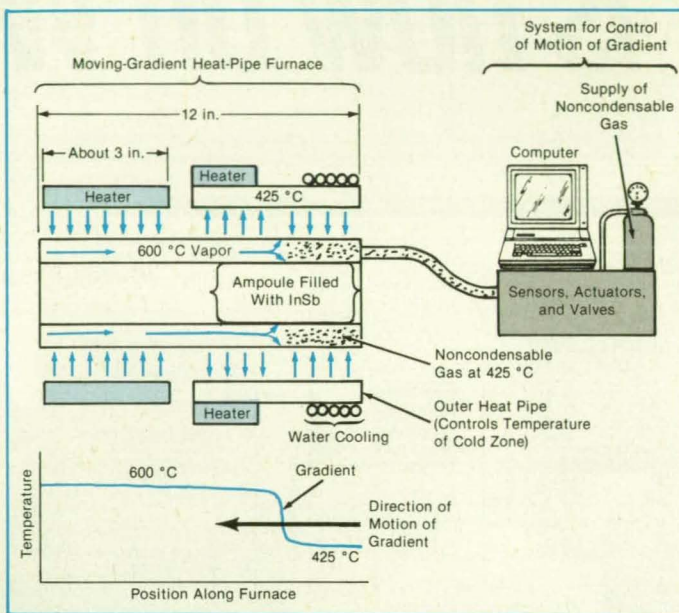 System for Control
of Motion of Gradient
Moving-Gradient Heat-Pipe Furnace
Supply of
Noncondensable
Gas
12 in.
Computer
About 3 in.
Heater
Heater
425 °C
600 °C Vapor
Ampoule Filled
With InSb
Sensors, Actuators,
and Valves
Noncondensable
Gas at 425 °C
Heater
Water Cooling
Outer Heat Pipe
(Controls Temperature
of Cold Zone)
Temperature
600 °C
Gradient
Direction of
Motion of
Gradient
425 °C
Position Along Furnace